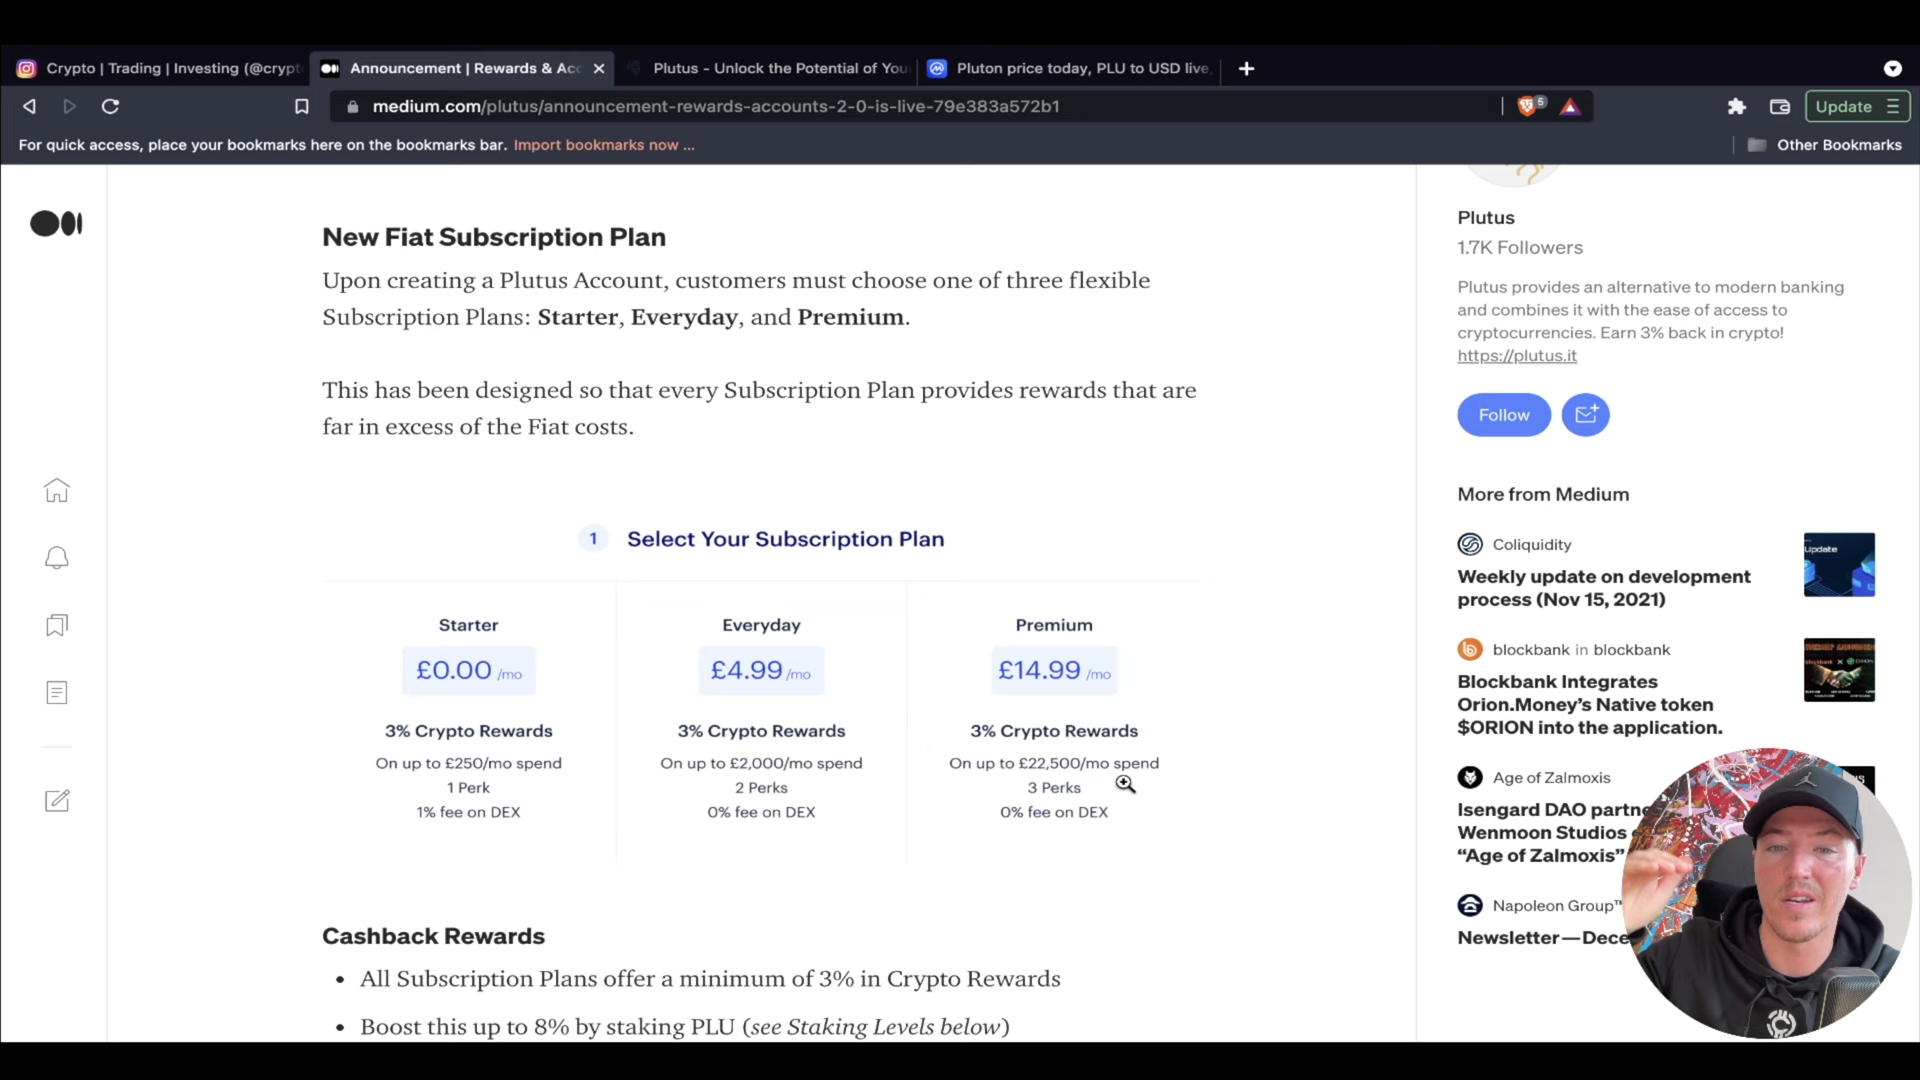 Crypto | Trading | Investing (@crypt
Announcement | Rewards & Acc
Plutus - Unlock the Potential of You
Pluton price today, PLU to USD live,
medium.com/plutus/announcement-rewards-accounts-2-0-is-live-79e383a572b1
5
Update
For quick access, place your bookmarks here on the bookmarks bar. Import bookmarks now ...
Other Bookmarks
New Fiat Subscription Plan
Upon creating a Plutus Account, customers must choose one of three flexible
Subscription Plans: Starter, Everyday, and Premium.
This has been designed so that every Subscription Plan provides rewards that are
far in excess of the Fiat costs.
1 Select Your Subscription Plan
Starter
£0.00 /mo
3% Crypto Rewards
On up to £250/mo spend
1 Perk
1% fee on DEX
Everyday
£4.99 /mo
3% Crypto Rewards
On up to £2,000/mo spend
2 Perks
0% fee on DEX
Premium
£14.99 /mo
3% Crypto Rewards
On up to £22,500/mo spend
3 Perks
0% fee on DEX
Cashback Rewards
• All Subscription Plans offer a minimum of 3% in Crypto Rewards
• Boost this up to 8% by staking PLU (see Staking Levels below)
Plutus
1.7K Followers
Plutus provides an alternative to modern banking
and combines it with the ease of access to
cryptocurrencies. Earn 3% back in crypto!
https://plutus.it
Follow
More from Medium
Coliquidity
Weekly update on development
process (Nov 15, 2021)
Update
blockbank in blockbank
Blockbank Integrates
Orion.Money’s Native token
$ORION into the application.
Age of Zalmoxis
Isengard DAO partne
Wenmoon Studios
“Age of Zalmoxis”
Napoleon Group™
Newsletter — Dece